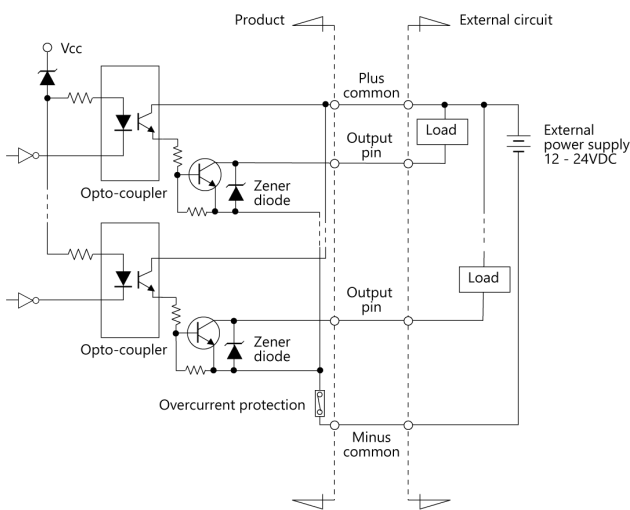 Product
External circuit
Vcc
Plus
common
Load
External
power supply
12 - 24VDC
Output
pin
Opto-coupler
Zener
diode
Load
Output
pin
Opto-coupler
Zener
diode
Overcurrent protection
Minus
common